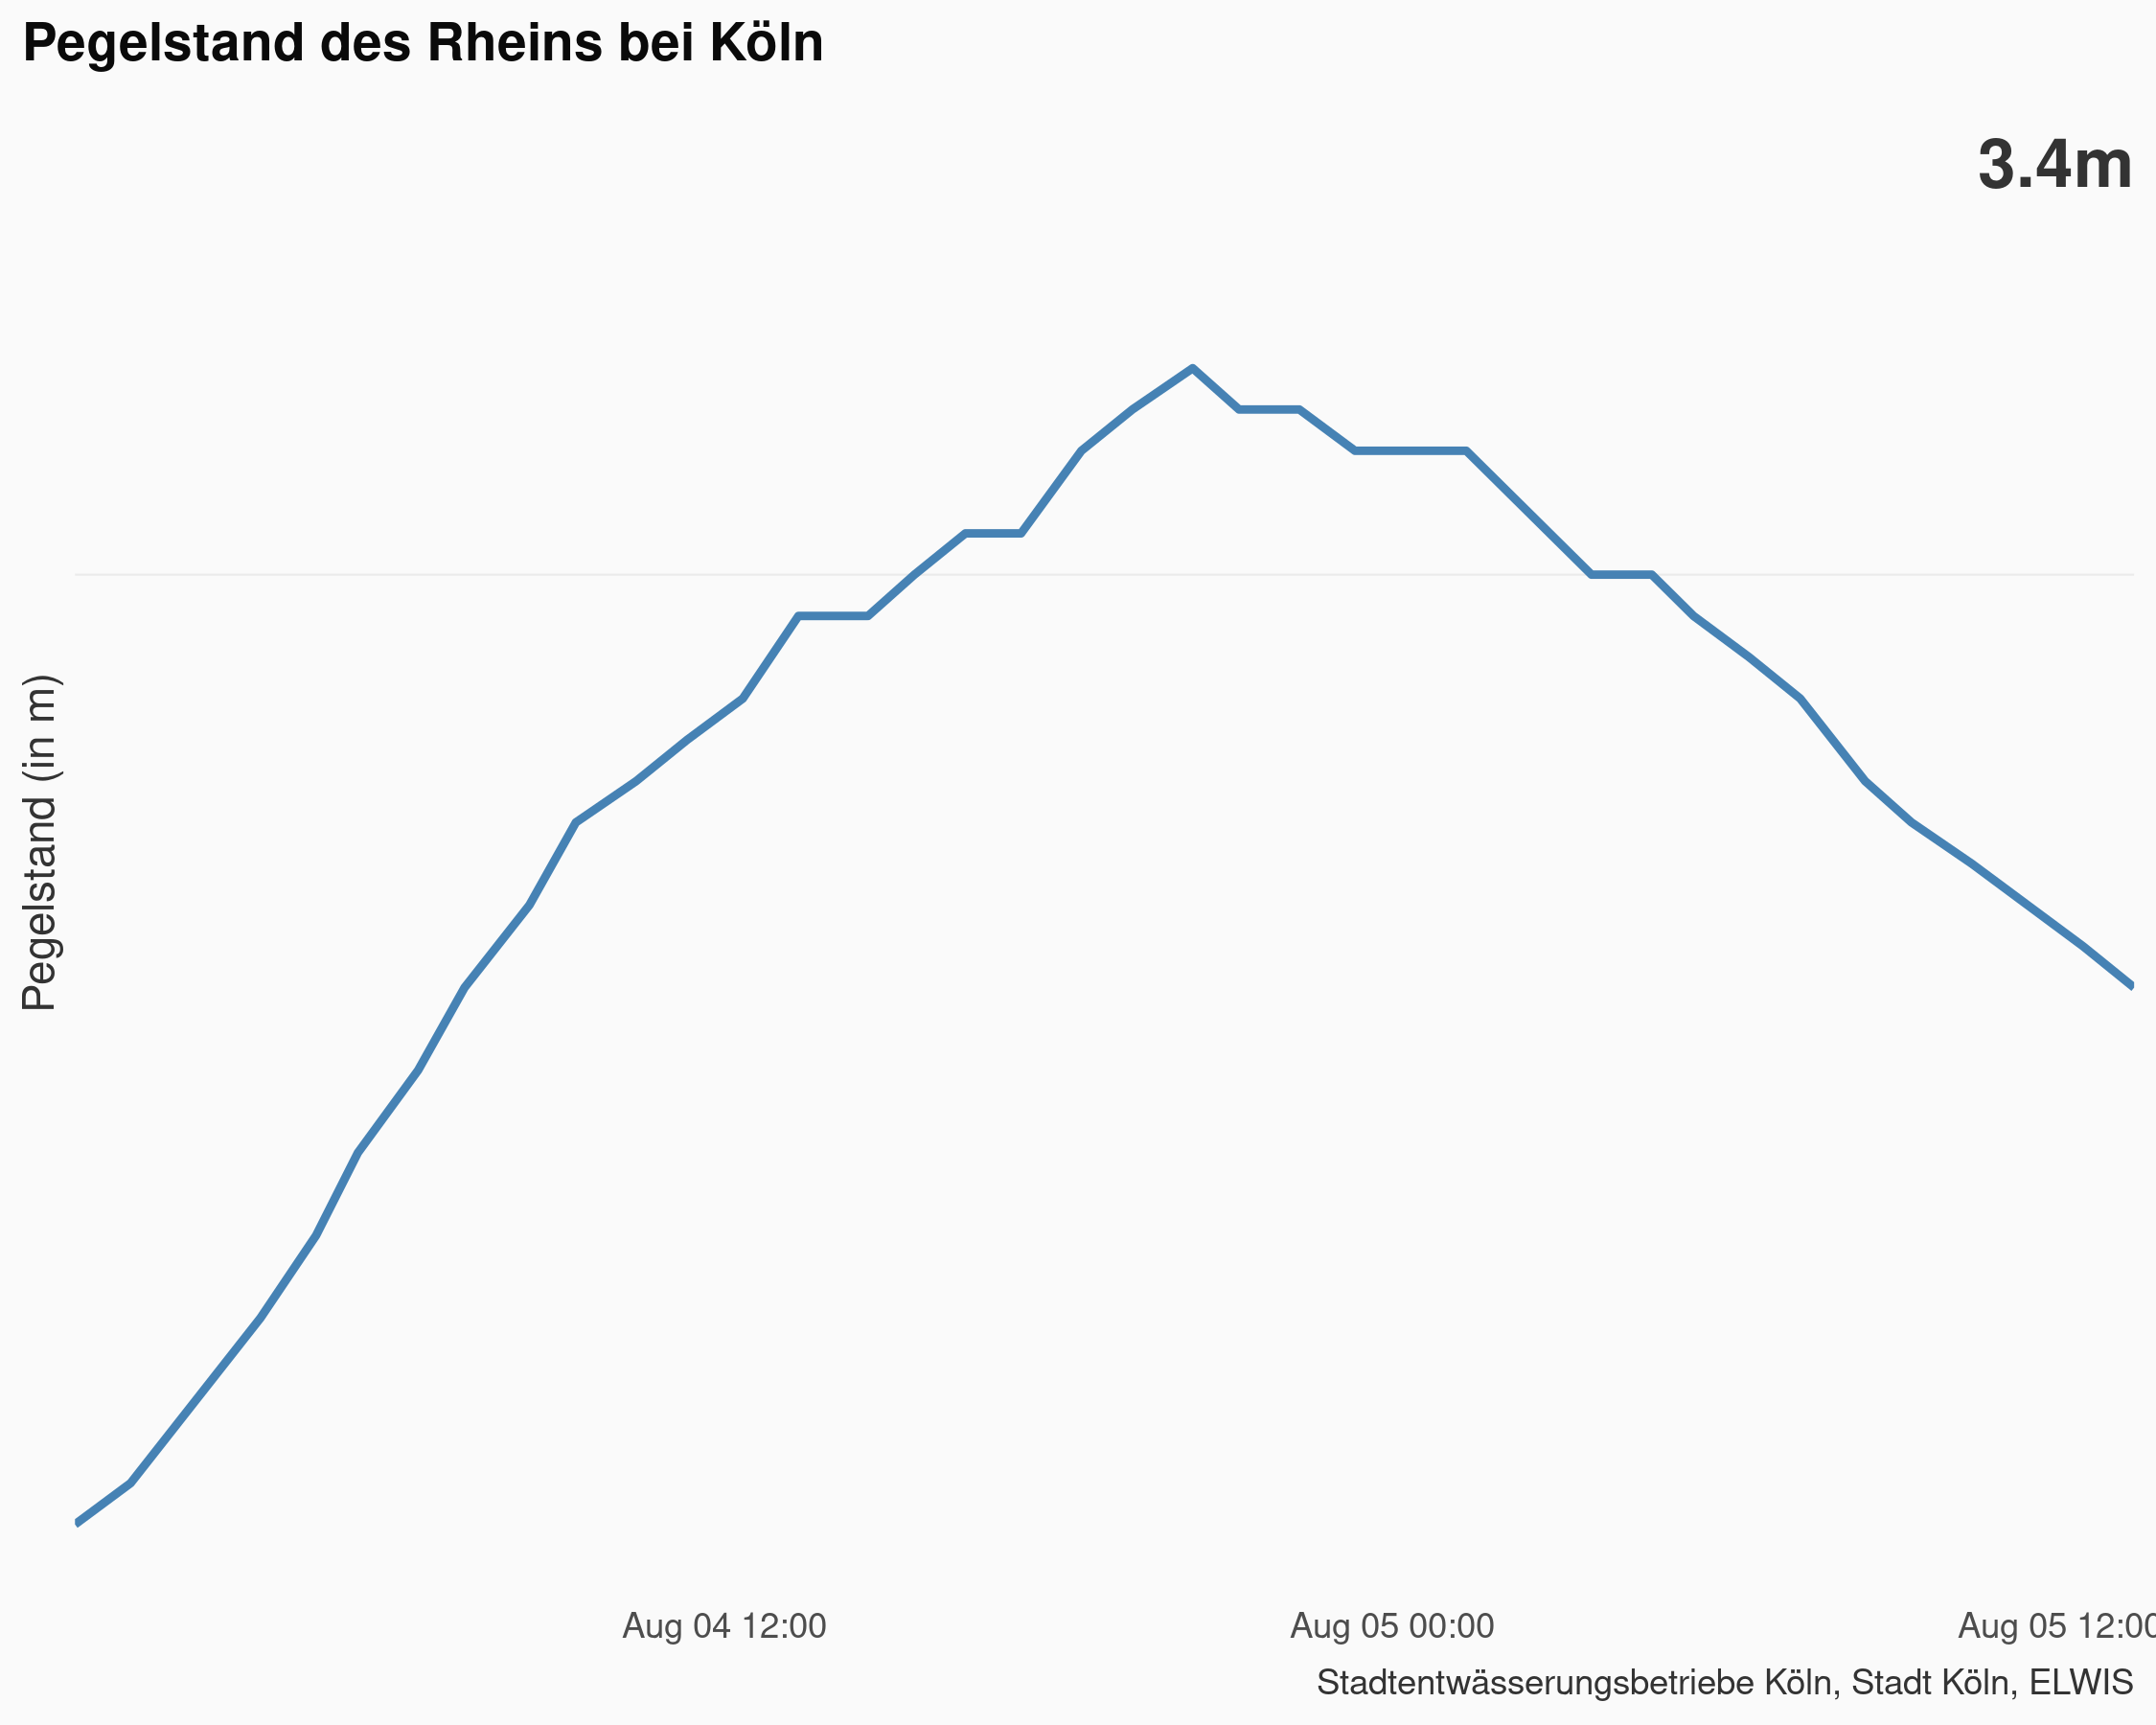 Pegelstand des Rheins bei Köln
3.4m
Pegelstand (in m)
Aug 04 12:00
Aug 05 00:00
Aug 05 12:00
Stadtentwässerungsbetriebe Köln, Stadt Köln, ELWIS